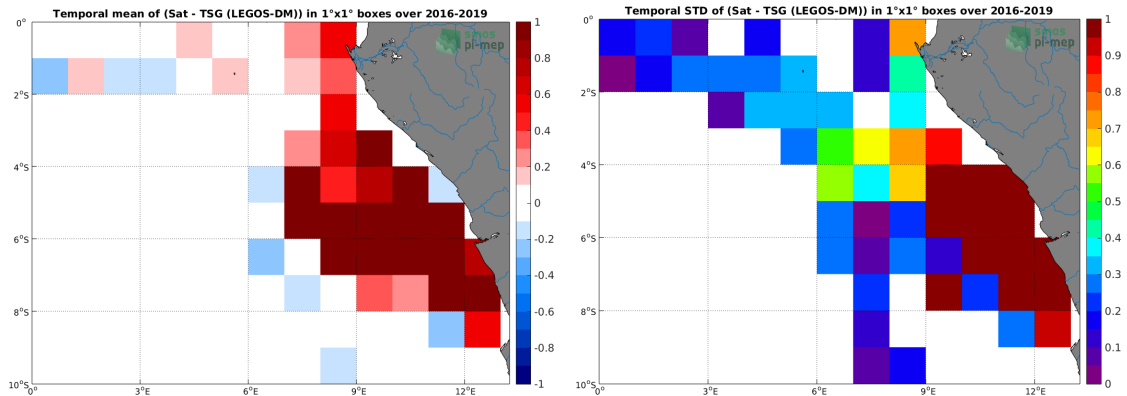 Temporal mean of (Sat - TSG (LEGOS-DM)) in 1°x1° boxes over 2016-2019
0°
2°S
4°S
6°S
8°S
10°S
0°
3°E
6°E
9°E
12°E
pi-mep
1
0.8
0.6
0.4
0.2
0
-0.2
-0.4
-0.6
-0.8
-1
Temporal STD of (Sat - TSG (LEGOS-DM)) in 1°x1° boxes over 2016-2019
0°
2°S
4°S
6°S
8°S
10°S
0°
3°E
6°E
9°E
12°E
pi-mep
1
0.9
0.8
0.7
0.6
0.5
0.4
0.3
0.2
0.1
0